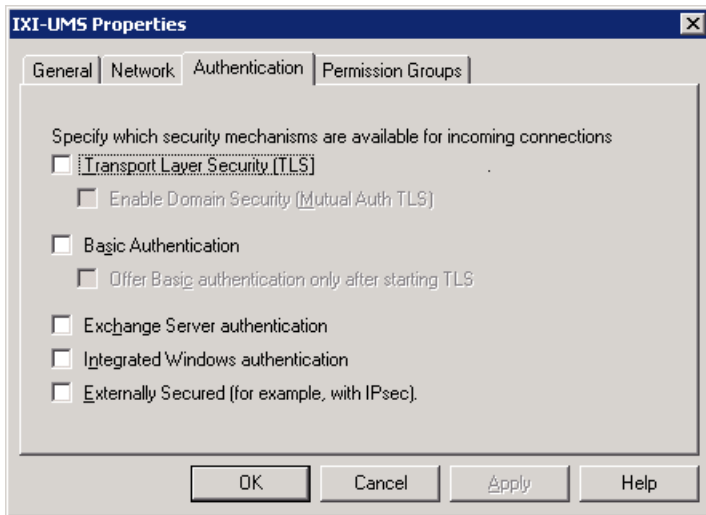 IXI-UMS Properties
General Network Authentication Permission Groups
Specify which security mechanisms are available for incoming connections
Transport Layer Security (TLS)
Enable Domain Security (Mutual Auth TLS)
Basic Authentication
Offer Basic authentication only after starting TLS
Exchange Server authentication
Integrated Windows authentication
Externally Secured (for example, with IPsec).
OK Cancel Apply Help